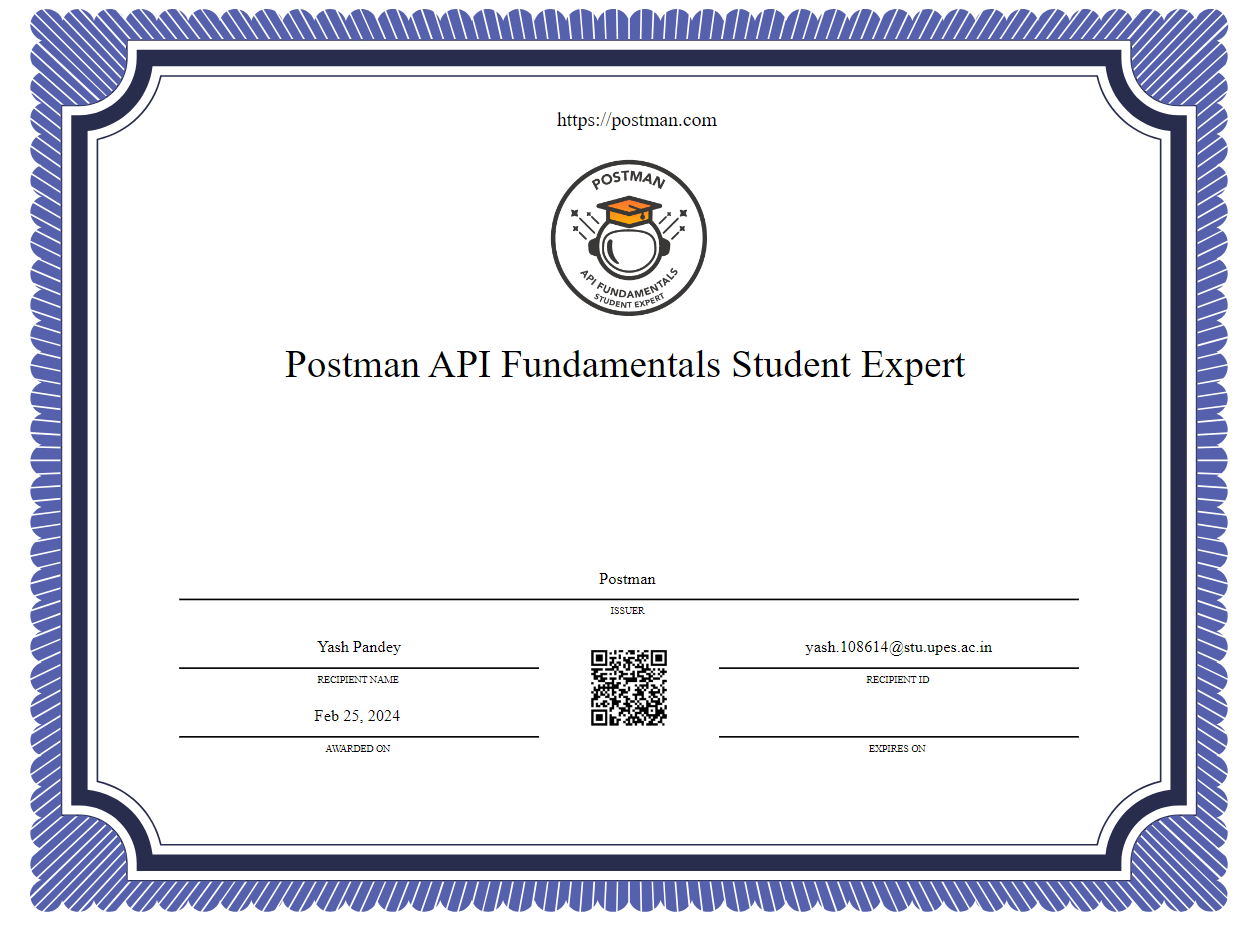 https://postman.com
POSTMAN
API FUNDAMENTALS
STUDENT EXPERT
Postman API Fundamentals Student Expert
Postman
ISSUER
Yash Pandey
RECIPIENT NAME
yash.108614@stu.upes.ac.in
RECIPIENT ID
Feb 25, 2024
AWARDED ON
EXPIRES ON